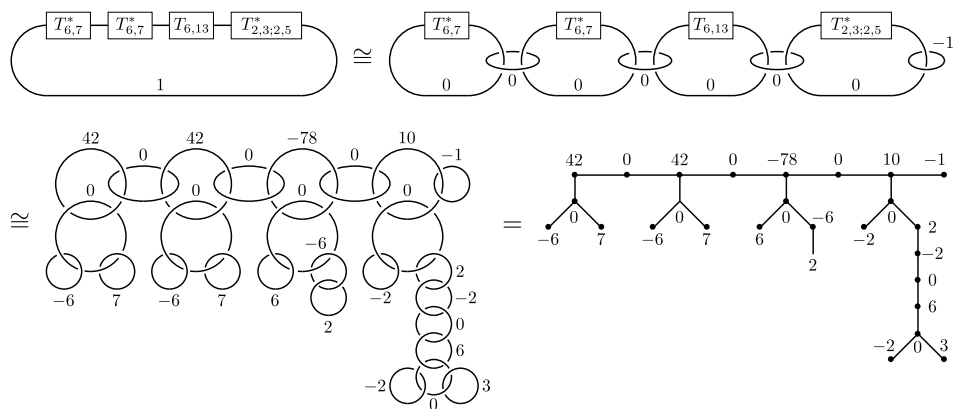 T*6,7 T*6,7 T6,13 T*2,3;2,5 ≅ T*6,7 T*6,7 T6,13 T*2,3;2,5 −1
1 0 0 0 0 0 0 0
42 42 −78 10
0 0 0 −1
0 0 0 0
≅
−6
−6 7 −6 7 6 −2 2
2 −2
0
6
−2 3
0
=
42 0 42 0 −78 0 10 −1
0 0 0 −6 0
−6 7 −6 7 6 −2 2
2 −2
0
6
−2 0 3